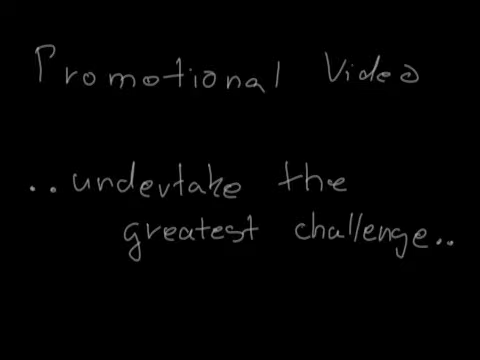 Promotional Video
..undertake the
greatest challenge..